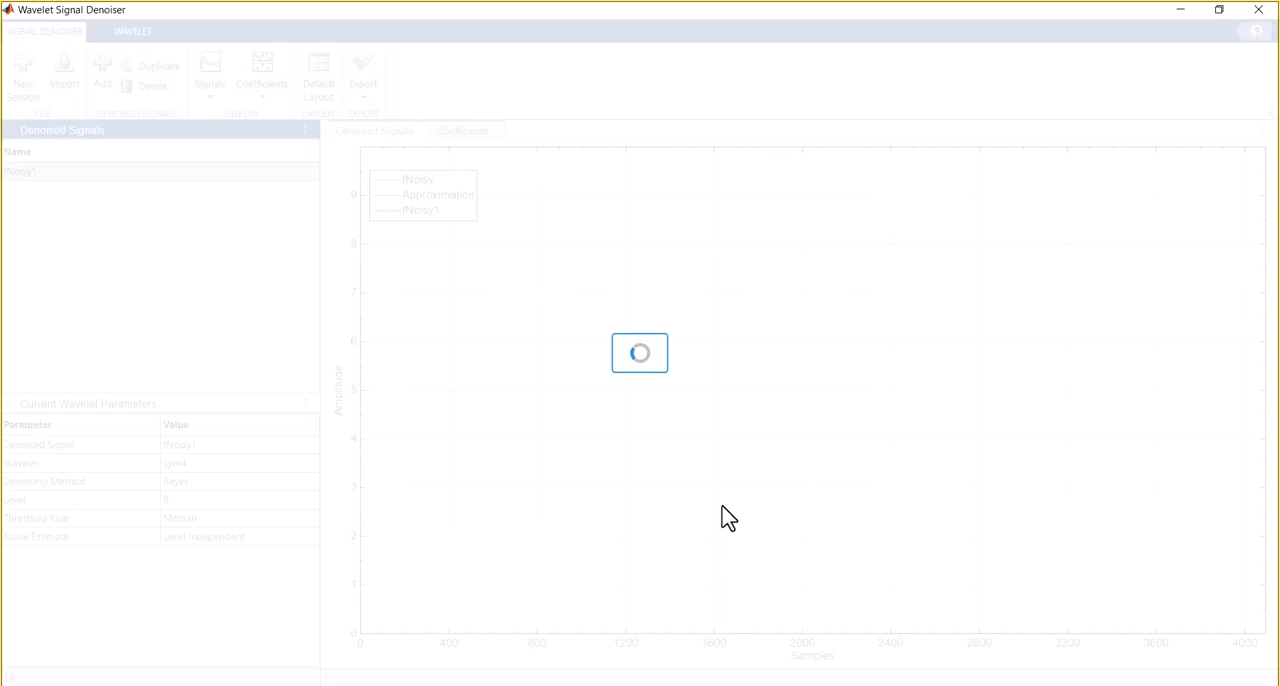 Wavelet Signal Denoiser
SIGNAL DENOISER WAVELET
New Session
Import
Add
Duplicate
Delete
Signals
Coefficients
Default Layout
Export
FILE DENOISED SIGNALS DISPLAY LAYOUT EXPORT
Denoised Signals
Name
fNoisy1
Current Wavelet Parameters
Parameter Value
Denoised Signal fNoisy1
Wavelet sym4
Denoising Method Bayes
Level 9
Threshold Rule Median
Noise Estimate Level Independent
Denoised Signals Coefficients
fNoisy
Approximation
fNoisy1
9
8
7
6
5
4
3
2
1
0
Amplitude
0 400 800 1200 1600 2000 2400 2800 3200 3600 4000
Samples